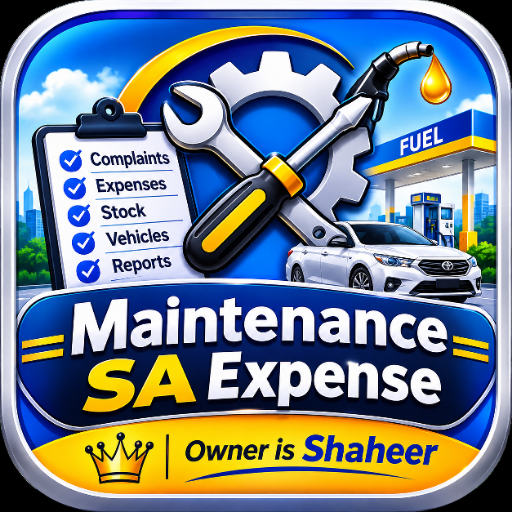 Complaints
Expenses
Stock
Vehicles
Reports
FUEL
Maintenance
SA Expense
Owner is Shaheer